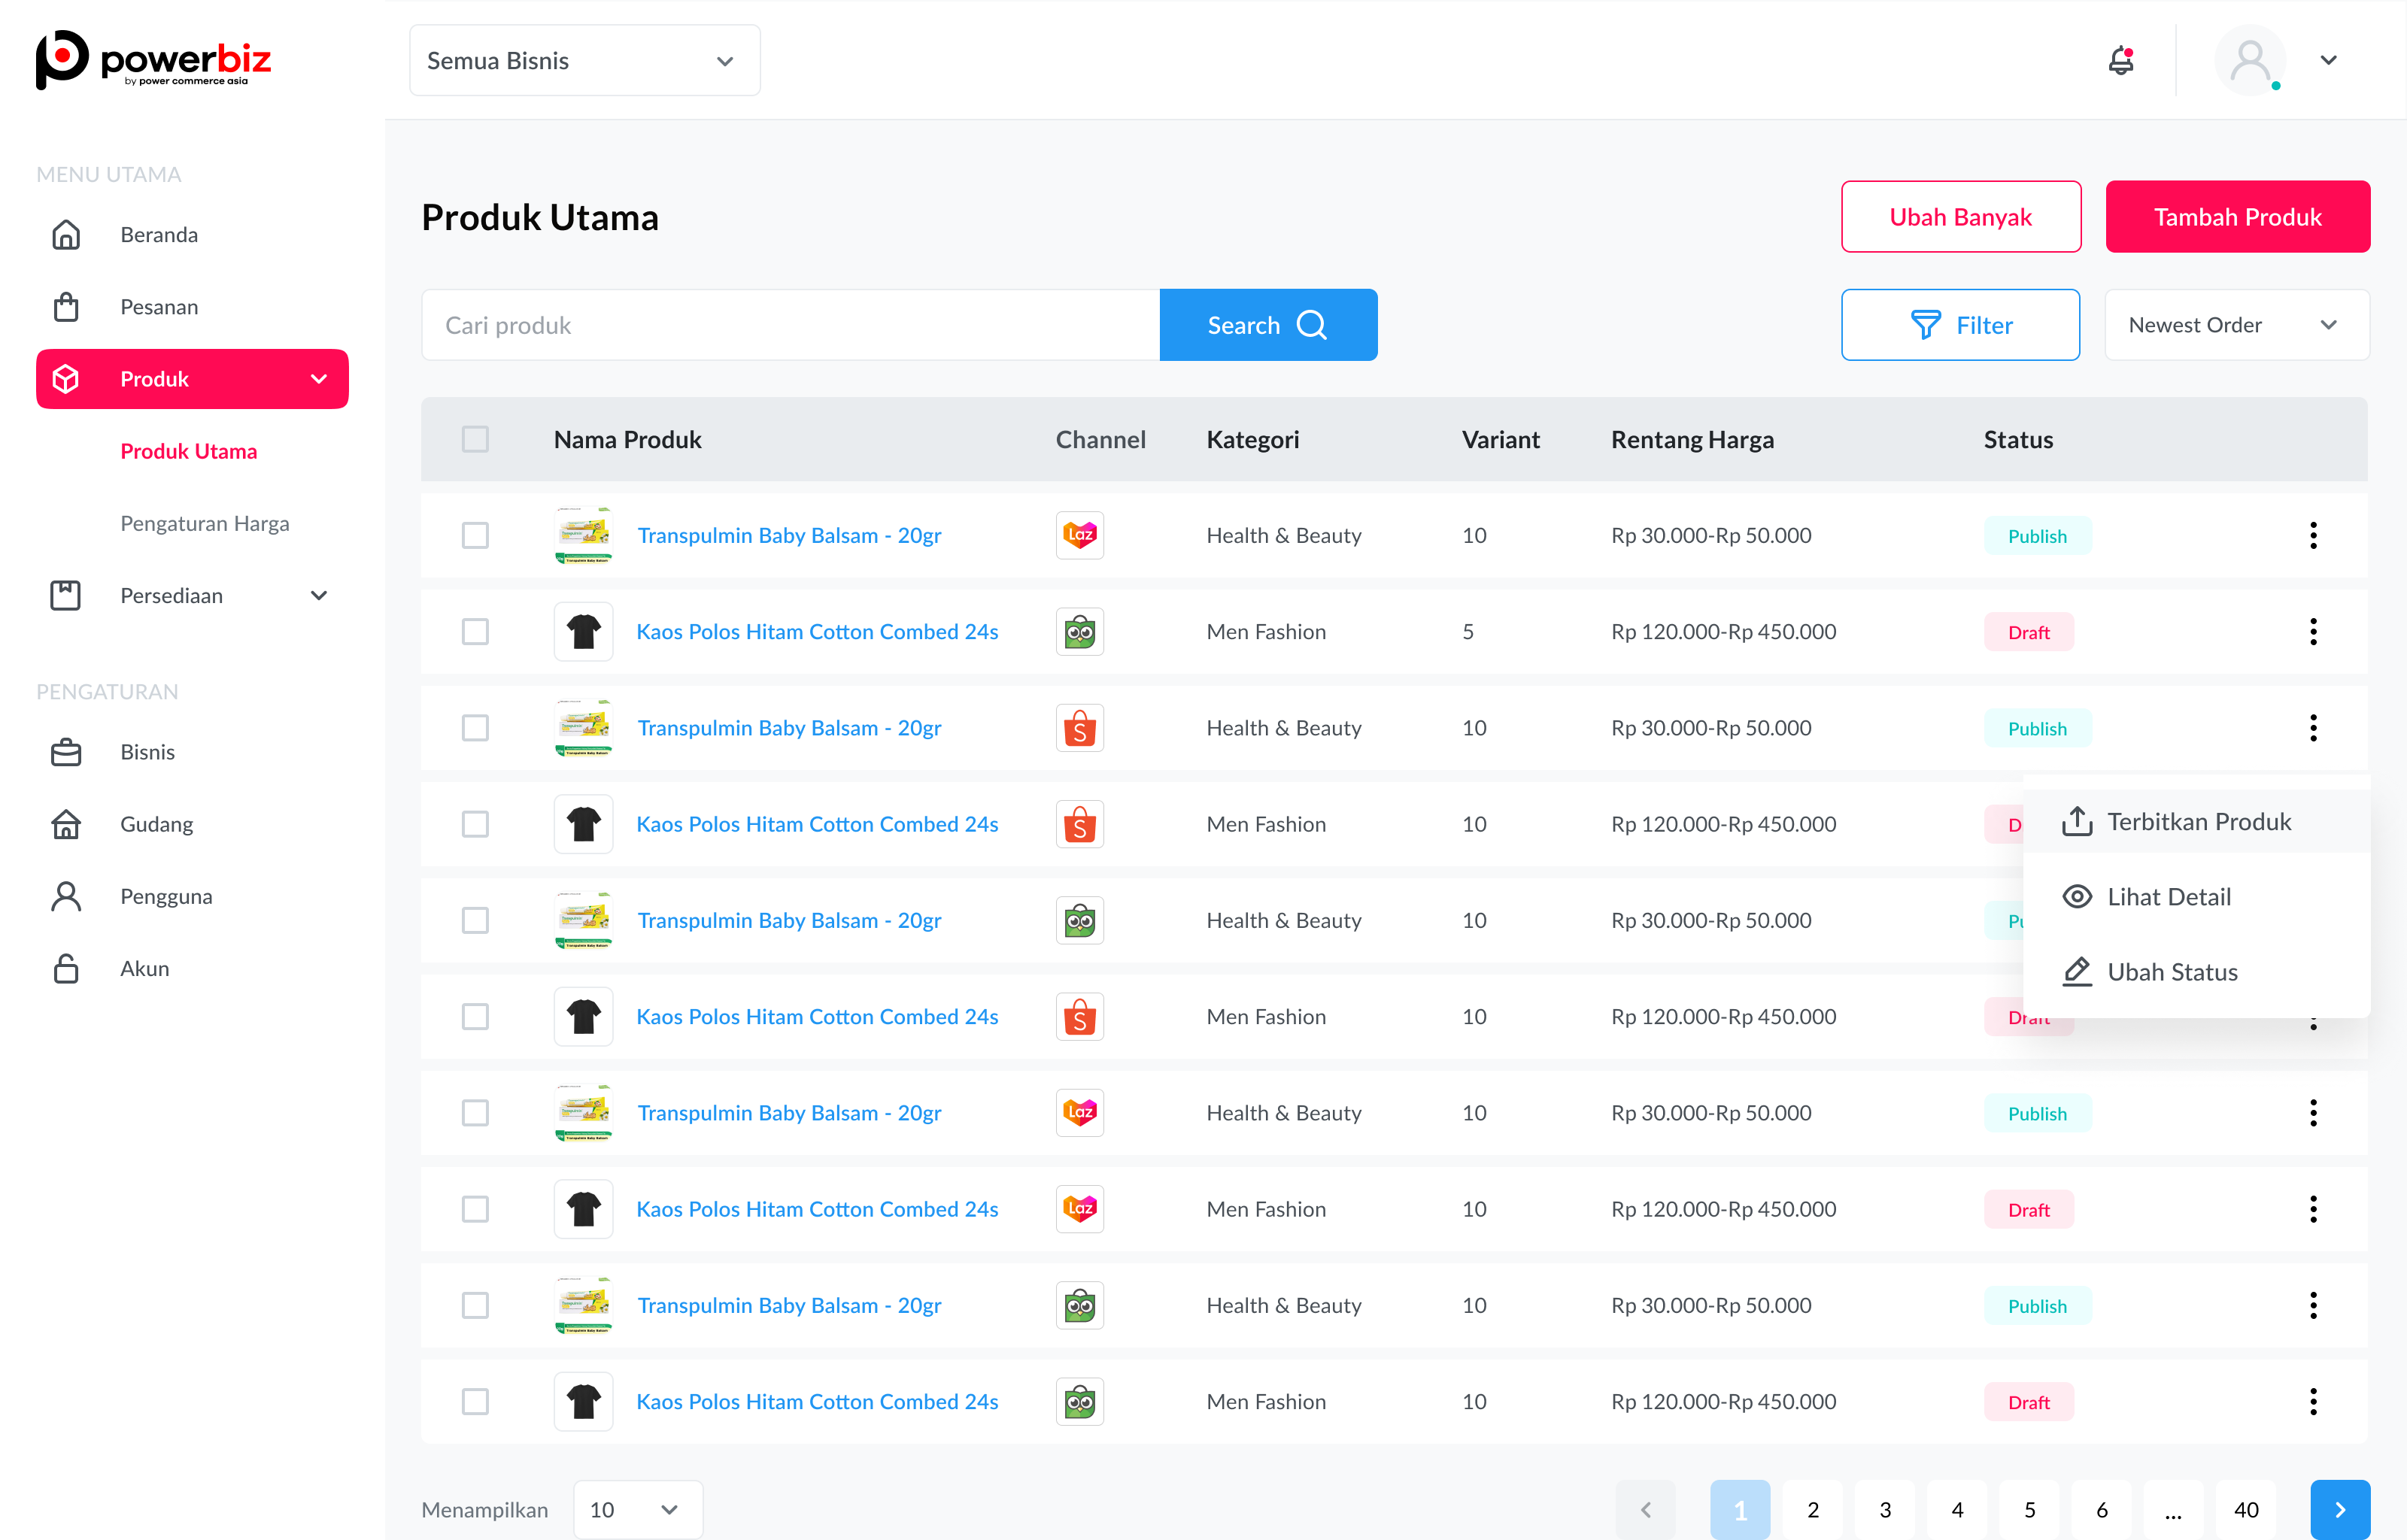 powerbiz
by power commerce asia
Semua Bisnis
MENU UTAMA
Beranda
Pesanan
Produk
Produk Utama
Pengaturan Harga
Persediaan
PENGATURAN
Bisnis
Gudang
Pengguna
Akun
Produk Utama
Ubah Banyak
Tambah Produk
Cari produk
Search
Filter
Newest Order
Nama Produk Channel Kategori Variant Rentang Harga Status
Transpulmin Baby Balsam - 20gr Laz Health & Beauty 10 Rp 30.000-Rp 50.000 Publish
Kaos Polos Hitam Cotton Combed 24s Men Fashion 5 Rp 120.000-Rp 450.000 Draft
Transpulmin Baby Balsam - 20gr S Health & Beauty 10 Rp 30.000-Rp 50.000 Publish
Kaos Polos Hitam Cotton Combed 24s S Men Fashion 10 Rp 120.000-Rp 450.000 D
Transpulmin Baby Balsam - 20gr Health & Beauty 10 Rp 30.000-Rp 50.000 Pu
Kaos Polos Hitam Cotton Combed 24s S Men Fashion 10 Rp 120.000-Rp 450.000 Draft
Transpulmin Baby Balsam - 20gr Laz Health & Beauty 10 Rp 30.000-Rp 50.000 Publish
Kaos Polos Hitam Cotton Combed 24s Laz Men Fashion 10 Rp 120.000-Rp 450.000 Draft
Transpulmin Baby Balsam - 20gr Health & Beauty 10 Rp 30.000-Rp 50.000 Publish
Kaos Polos Hitam Cotton Combed 24s Men Fashion 10 Rp 120.000-Rp 450.000 Draft
Terbitkan Produk
Lihat Detail
Ubah Status
Menampilkan 10
1 2 3 4 5 6 ... 40